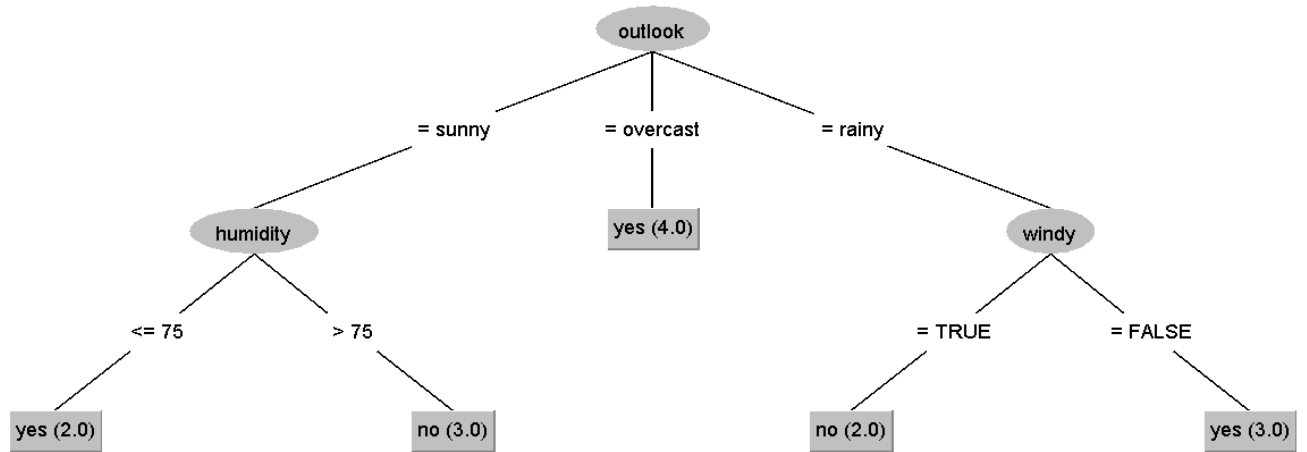 outlook
= sunny
= overcast
= rainy
humidity
yes (4.0)
windy
<= 75
> 75
= TRUE
= FALSE
yes (2.0)
no (3.0)
no (2.0)
yes (3.0)